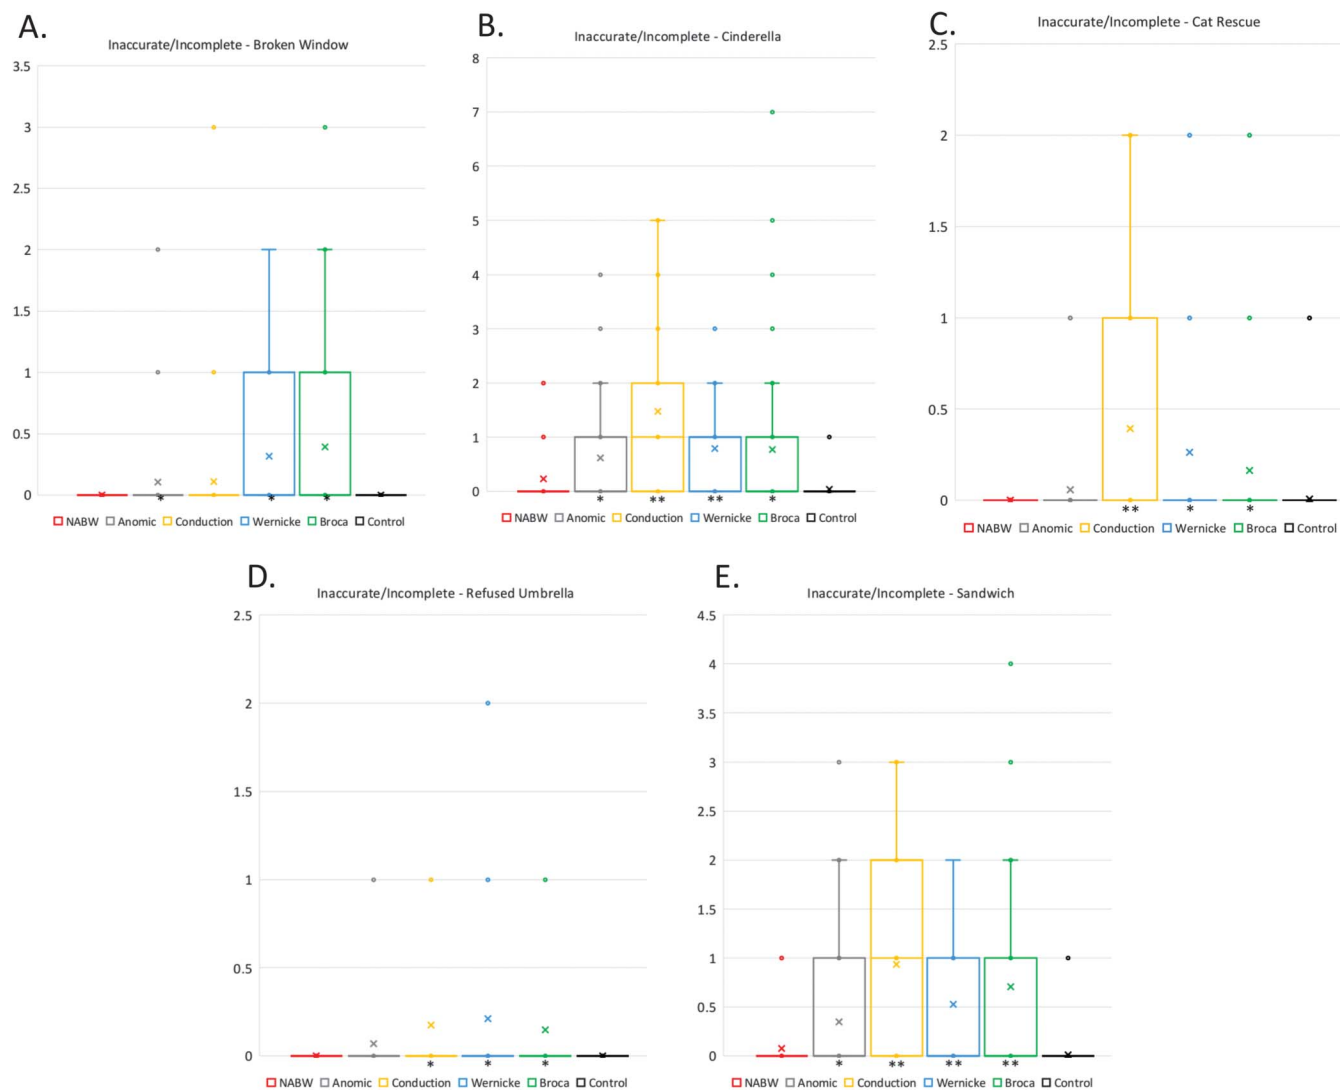 A.
Inaccurate/Incomplete - Broken Window
3.5
3
2.5
2
1.5
1
0.5
0
* * *
NABW Anomic Conduction Wernicke Broca Control
B.
Inaccurate/Incomplete - Cinderella
8
7
6
5
4
3
2
1
0
* ** ** *
NABW Anomic Conduction Wernicke Broca Control
C.
Inaccurate/Incomplete - Cat Rescue
2.5
2
1.5
1
0.5
0
** * *
NABW Anomic Conduction Wernicke Broca Control
D.
Inaccurate/Incomplete - Refused Umbrella
2.5
2
1.5
1
0.5
0
* * *
NABW Anomic Conduction Wernicke Broca Control
E.
Inaccurate/Incomplete - Sandwich
4.5
4
3.5
3
2.5
2
1.5
1
0.5
0
* ** ** **
NABW Anomic Conduction Wernicke Broca Control